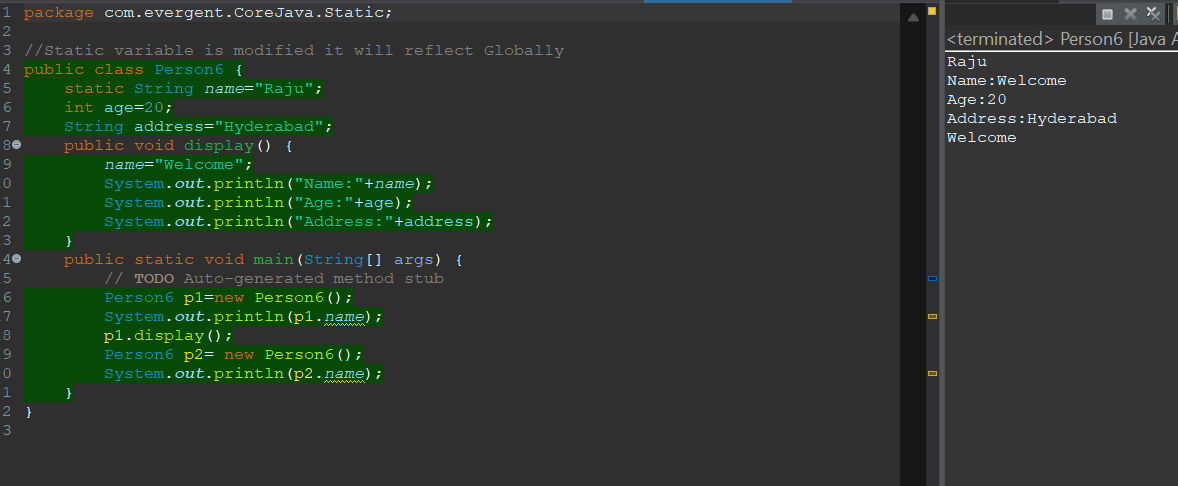 1 package com.evergent.CoreJava.Static;
2
3 //Static variable is modified it will reflect Globally
4 public class Person6 {
5 static String name="Raju";
6 int age=20;
7 String address="Hyderabad";
8 public void display() {
9 name="Welcome";
0 System.out.println("Name:"+name);
1 System.out.println("Age:"+age);
2 System.out.println("Address:"+address);
3 }
4 public static void main(String[] args) {
5 // TODO Auto-generated method stub
6 Person6 p1=new Person6();
7 System.out.println(p1.name);
8 p1.display();
9 Person6 p2= new Person6();
0 System.out.println(p2.name);
1 }
2 }
3
<terminated> Person6 [Java A
Raju
Name:Welcome
Age:20
Address:Hyderabad
Welcome